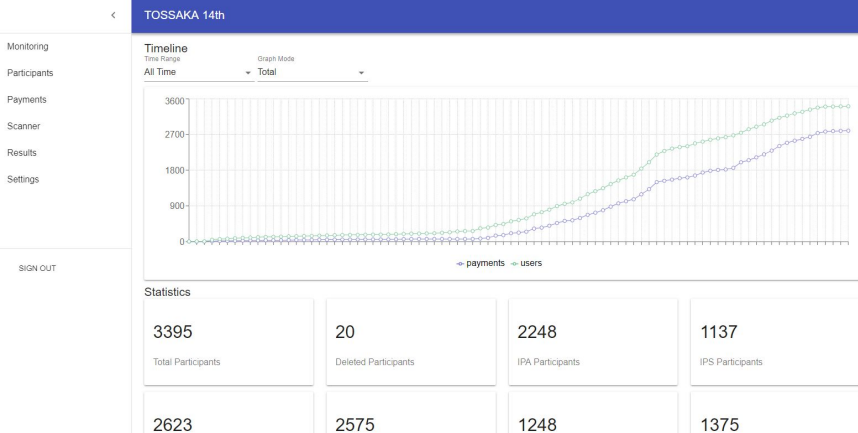 TOSSAKA 14th
Monitoring
Participants
Payments
Scanner
Results
Settings
SIGN OUT
Timeline
Time Range
Graph Mode
All Time
Total
3600
2700
1800
900
0
payments
users
Statistics
3395
20
2248
1137
Total Participants
Deleted Participants
IPA Participants
IPS Participants
2623
2575
1248
1375